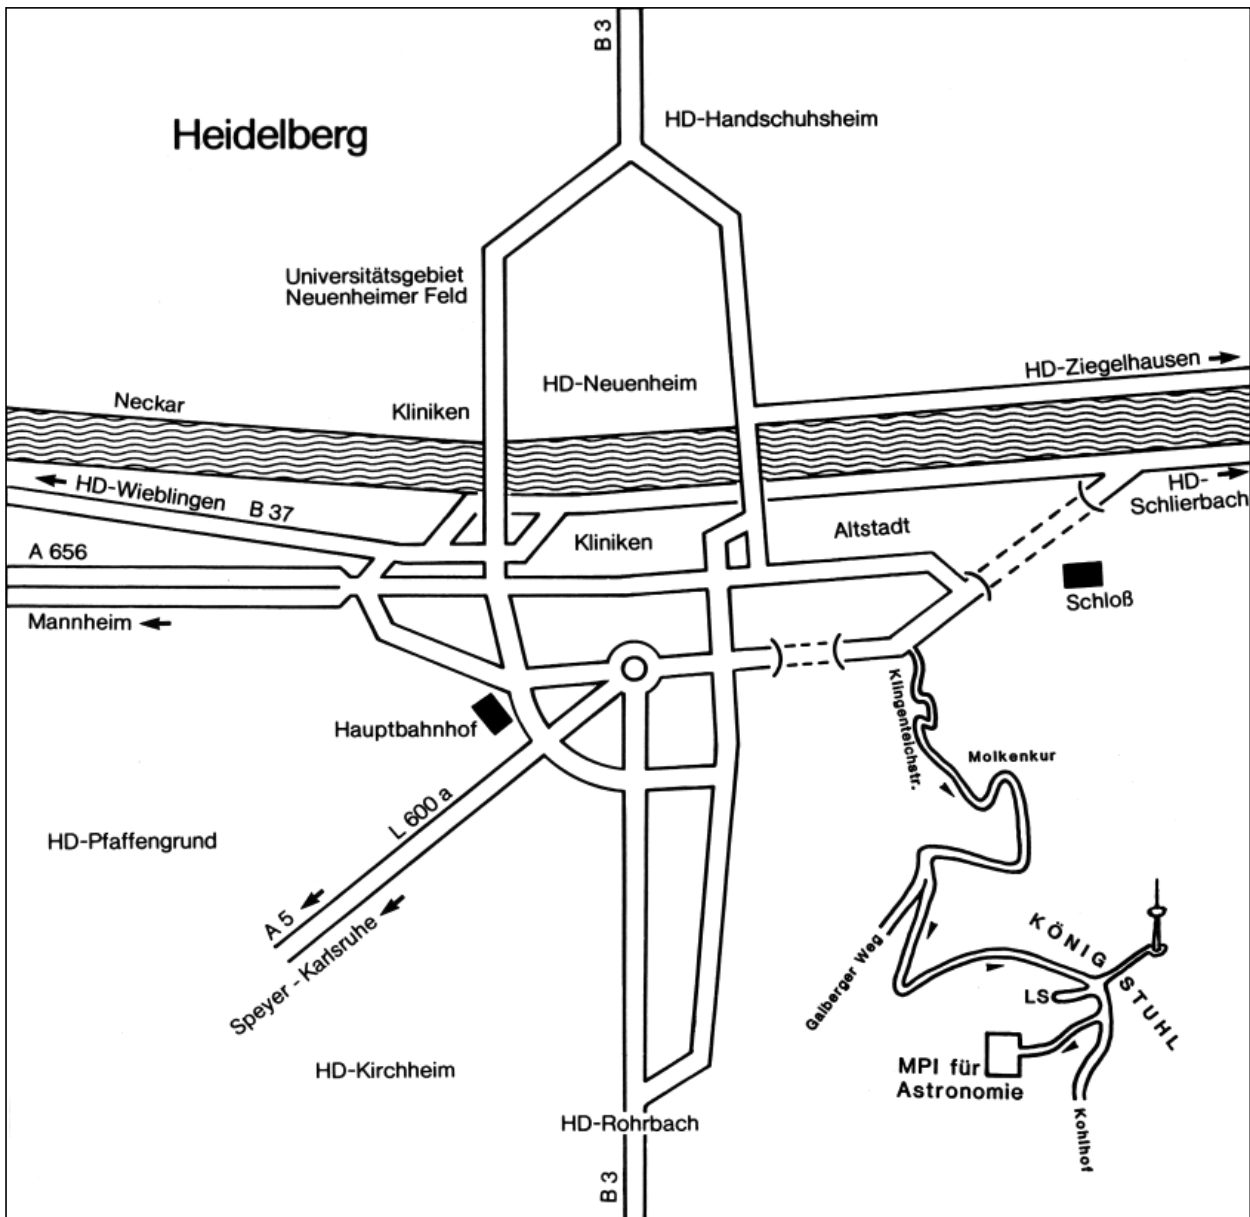 B 3
HD-Handschuhsheim
Heidelberg
Universitätsgebiet
Neuenheimer Feld
HD-Ziegelhausen
HD-Neuenheim
Neckar
Kliniken
HD-Wieblingen
B 37
HD-
Schlierbach
Altstadt
Kliniken
A 656
Schloß
Mannheim
Klingenteichstr.
Hauptbahnhof
Molkenkur
L 600 a
HD-Pfaffengrund
A 5
Speyer - Karlsruhe
KÖNIG
STUHL
Gaiberger Weg
LS
MPI für
Astronomie
HD-Kirchheim
HD-Rohrbach
Kohlhof
B 3